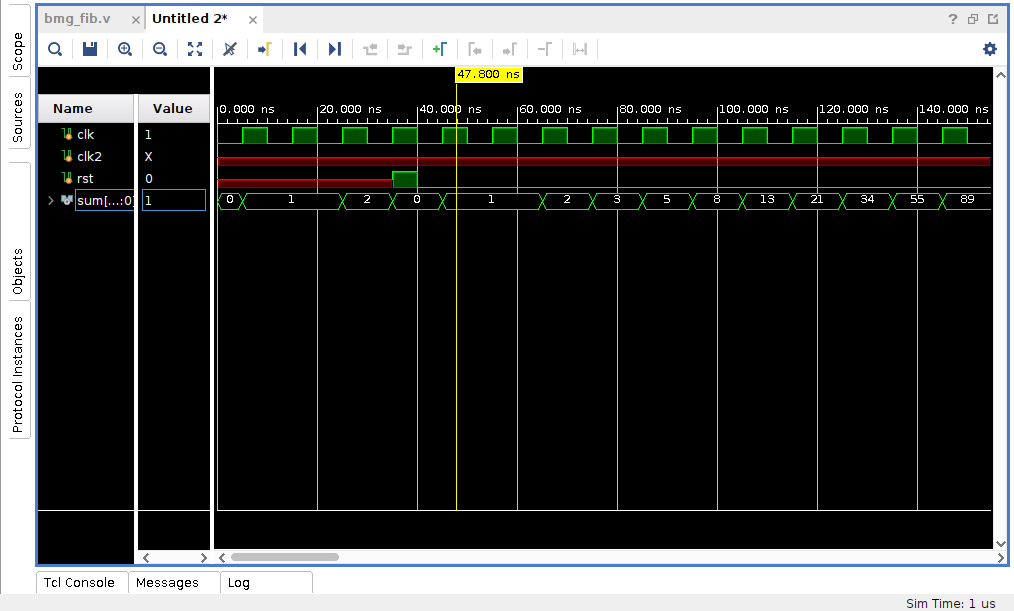 bmg_fib.v × Untitled 2* ×
? 
Scope
Sources
Objects
Protocol Instances
47.800 ns
Name Value
0.000 ns 20.000 ns 40.000 ns 60.000 ns 80.000 ns 100.000 ns 120.000 ns 140.000 ns
clk 1
clk2 X
rst 0
sum[...:0] 1 0 1 2 0 1 2 3 5 8 13 21 34 55 89
Tcl Console Messages Log
Sim Time: 1 us